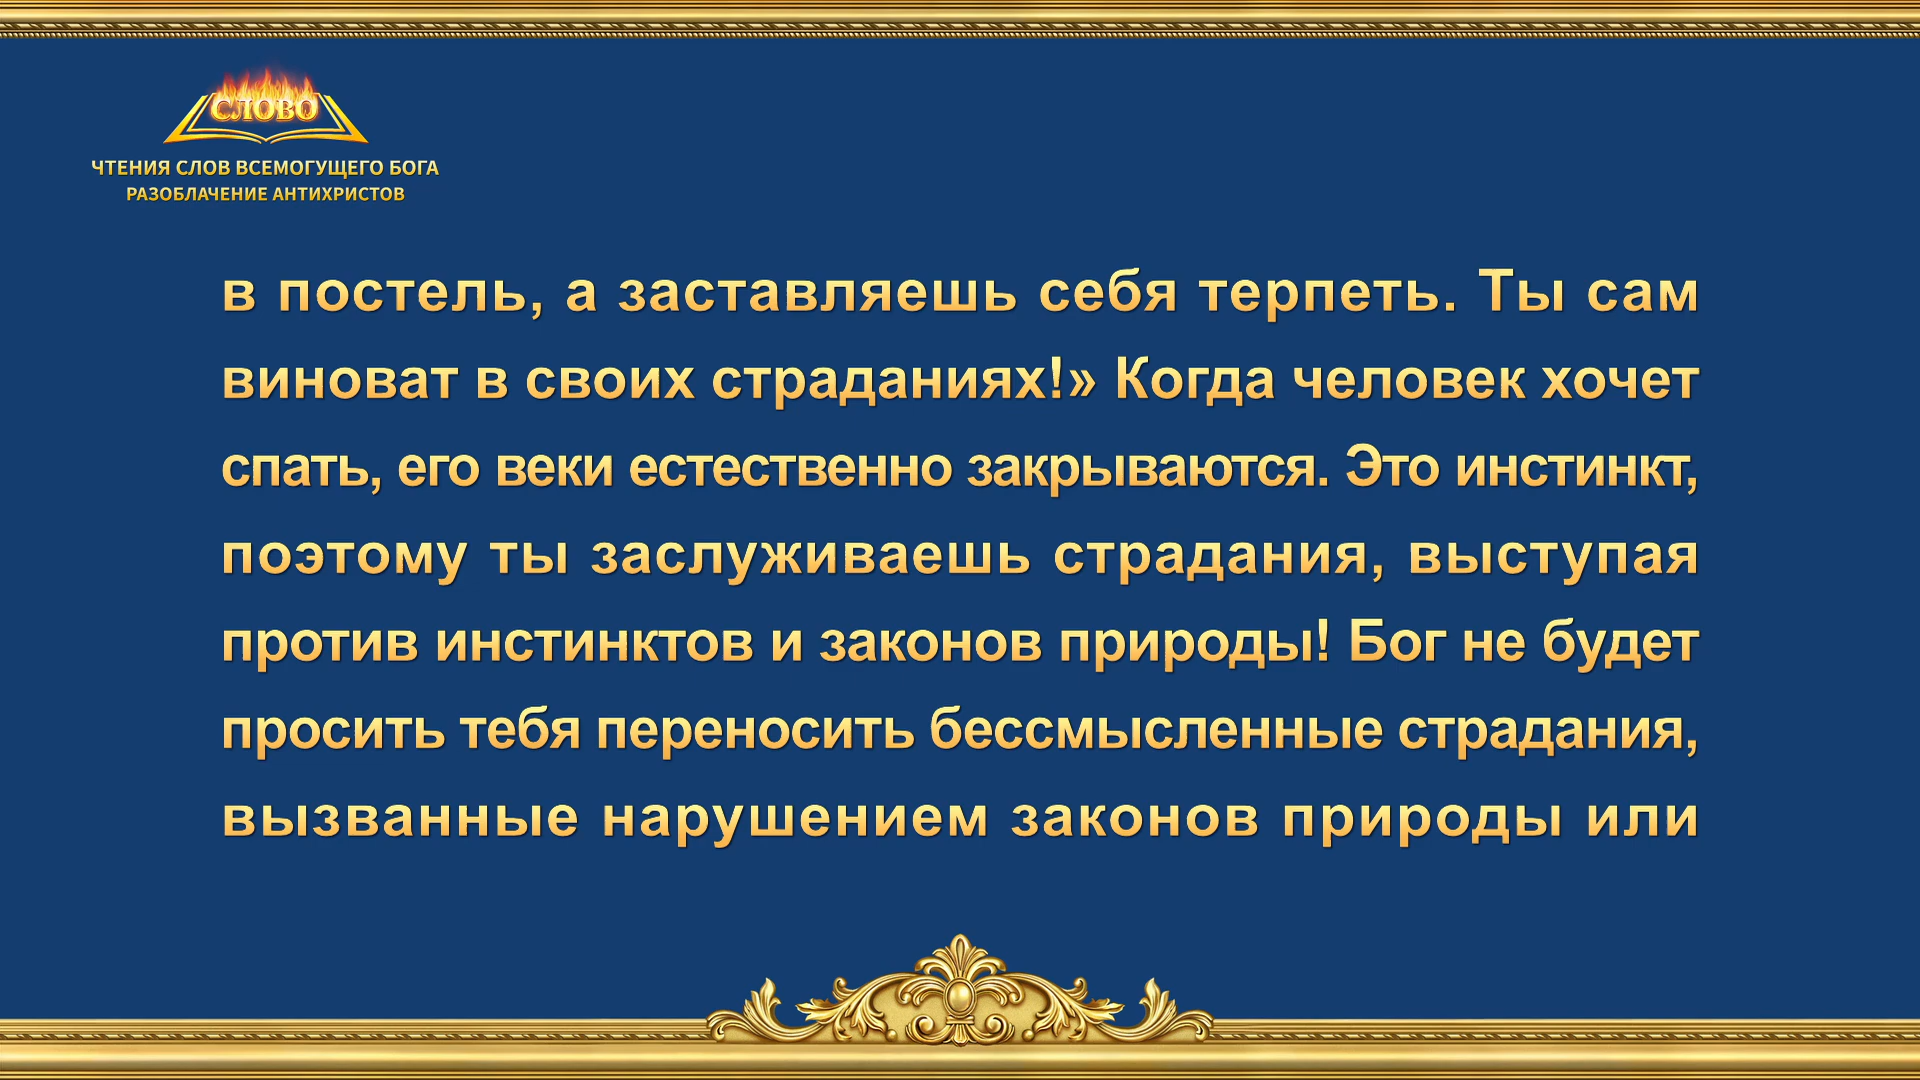 СЛОВО
ЧТЕНИЯ СЛОВ ВСЕМОГУЩЕГО БОГА
РАЗОБЛАЧЕНИЕ АНТИХРИСТОВ
в постель, а заставляешь себя терпеть. Ты сам
виноват в своих страданиях!» Когда человек хочет
спать, его веки естественно закрываются. Это инстинкт,
поэтому ты заслуживаешь страдания, выступая
против инстинктов и законов природы! Бог не будет
просить тебя переносить бессмысленные страдания,
вызванные нарушением законов природы или